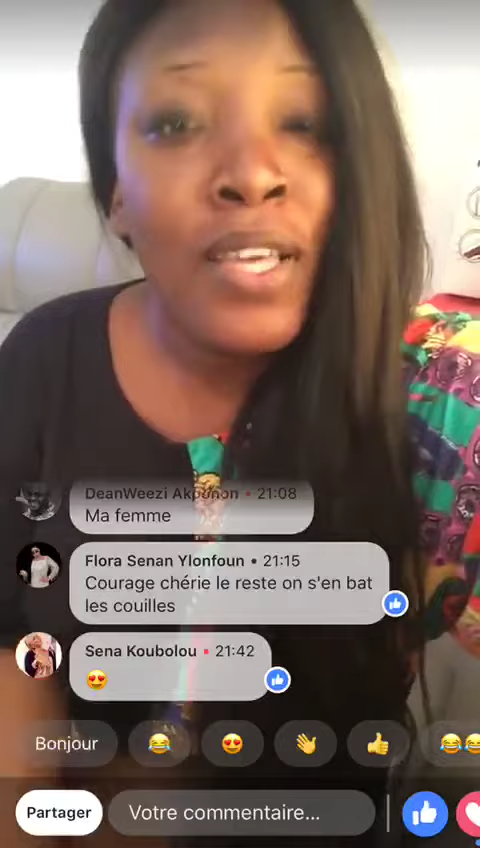 DeanWeezi Akponon • 21:08
Ma femme
Flora Senan Ylonfoun • 21:15
Courage chérie le reste on s'en bat
les couilles
Sena Koubolou • 21:42
😍
Bonjour 😂 😍 👋 👍 😂😂
Partager Votre commentaire...